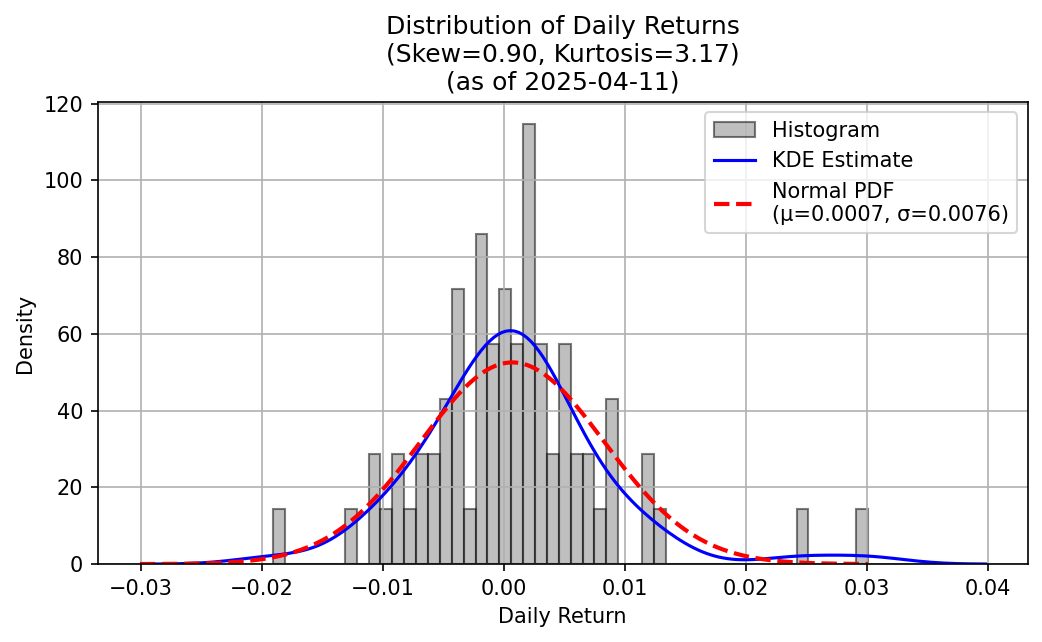 Distribution of Daily Returns
(Skew=0.90, Kurtosis=3.17)
(as of 2025-04-11)
Histogram
KDE Estimate
Normal PDF
(μ=0.0007, σ=0.0076)
Density
120
100
80
60
40
20
0
−0.03 −0.02 −0.01 0.00 0.01 0.02 0.03 0.04
Daily Return